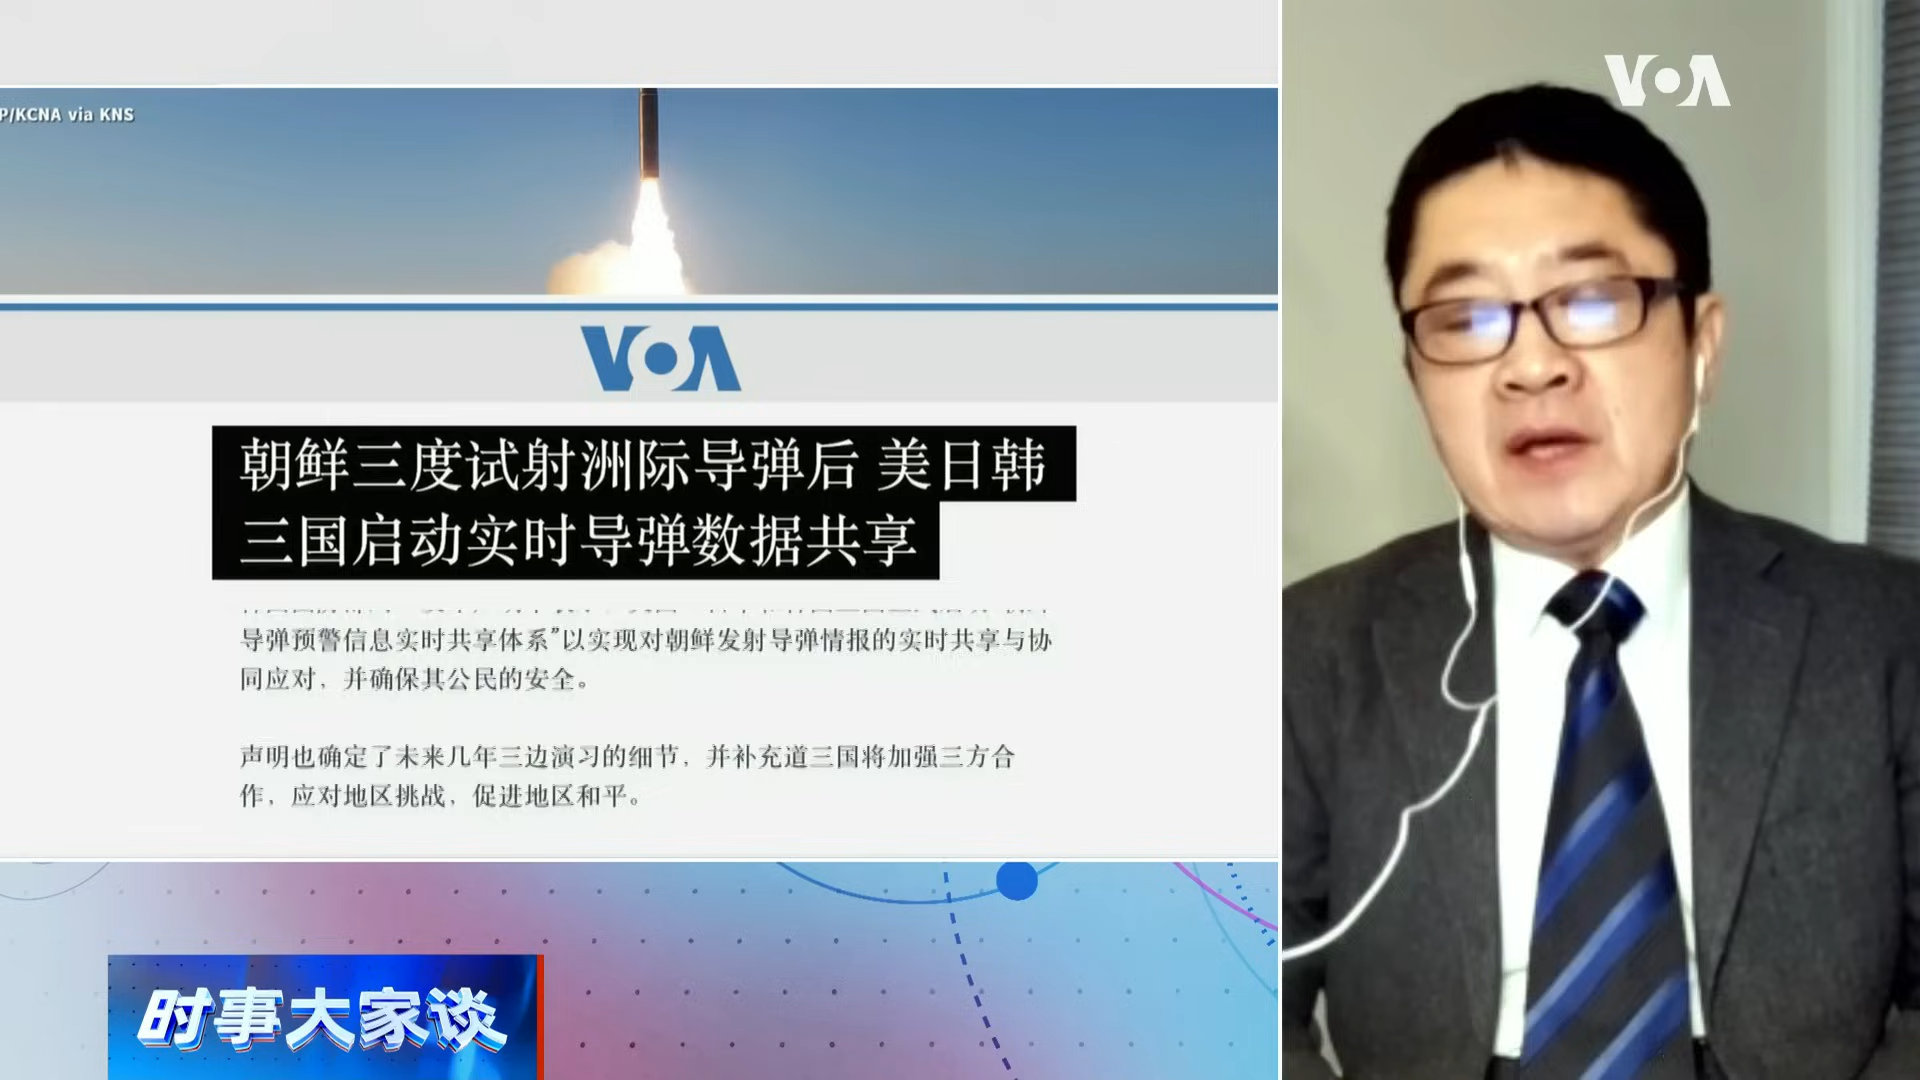 P/KCNA via KNS
VOA
VOA
朝鲜三度试射洲际导弹后 美日韩
三国启动实时导弹数据共享
导弹预警信息实时共享体系”以实现对朝鲜发射导弹情报的实时共享与协
同应对，并确保其公民的安全。
声明也确定了未来几年三边演习的细节，并补充道三国将加强三方合
作，应对地区挑战，促进地区和平。
时事大家谈